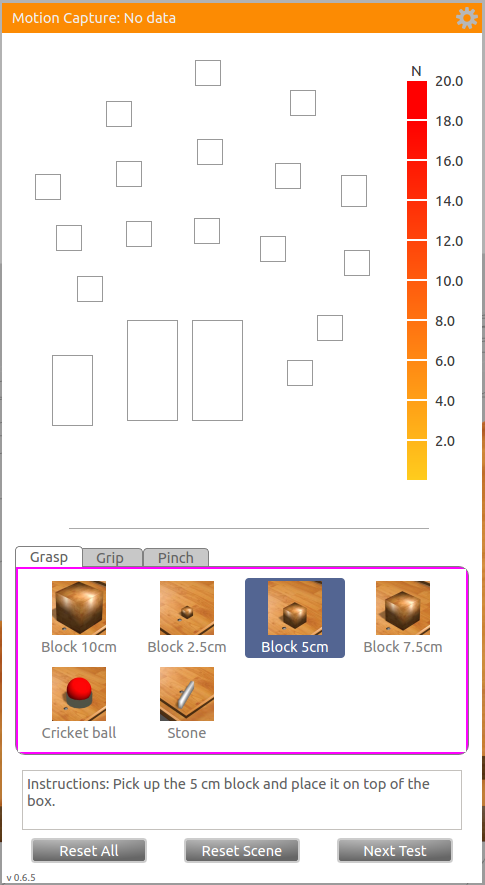 Motion Capture: No data
N
20.0
18.0
16.0
14.0
12.0
10.0
8.0
6.0
4.0
2.0
Grasp Grip Pinch
Block 10cm Block 2.5cm Block 5cm Block 7.5cm
Cricket ball Stone
Instructions: Pick up the 5 cm block and place it on top of the
box.
Reset All Reset Scene Next Test
v 0.6.5